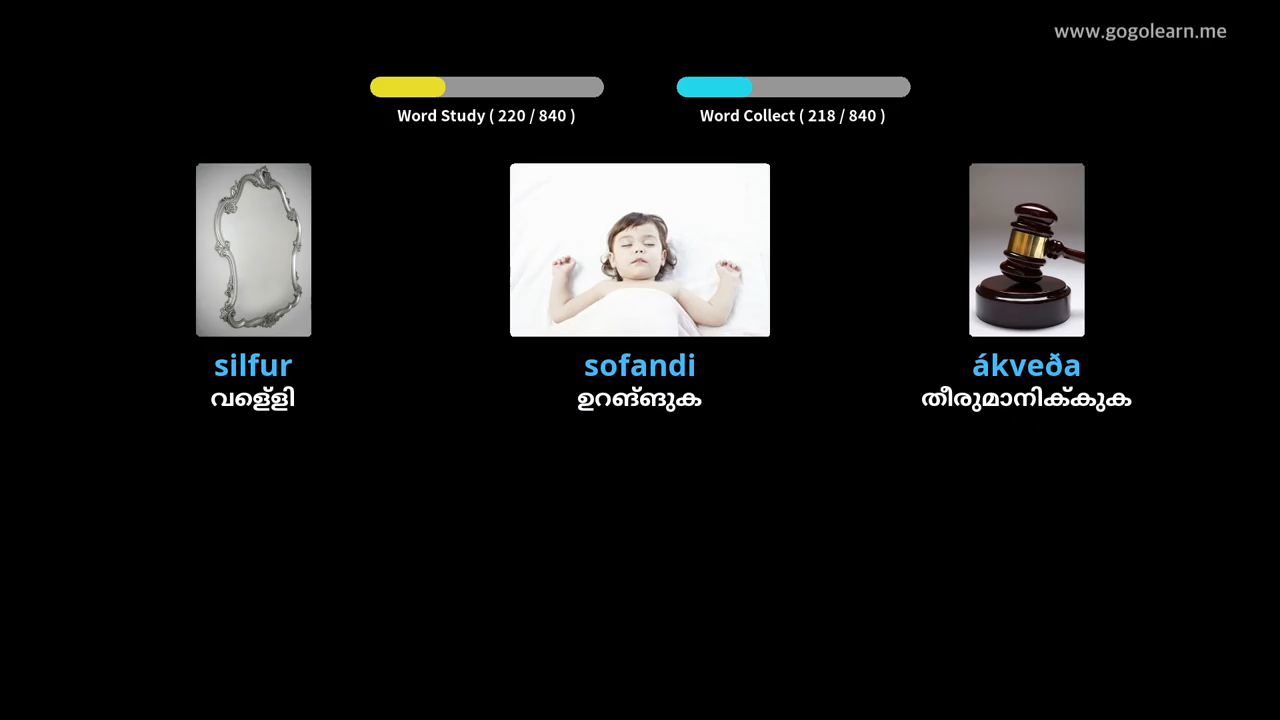 www.gogolearn.me
Word Study ( 220 / 840 )
Word Collect ( 218 / 840 )
silfur
വള്ളി
sofandi
ഉറങ്ങുക
ákveða
തീരുമാനിക്കുക